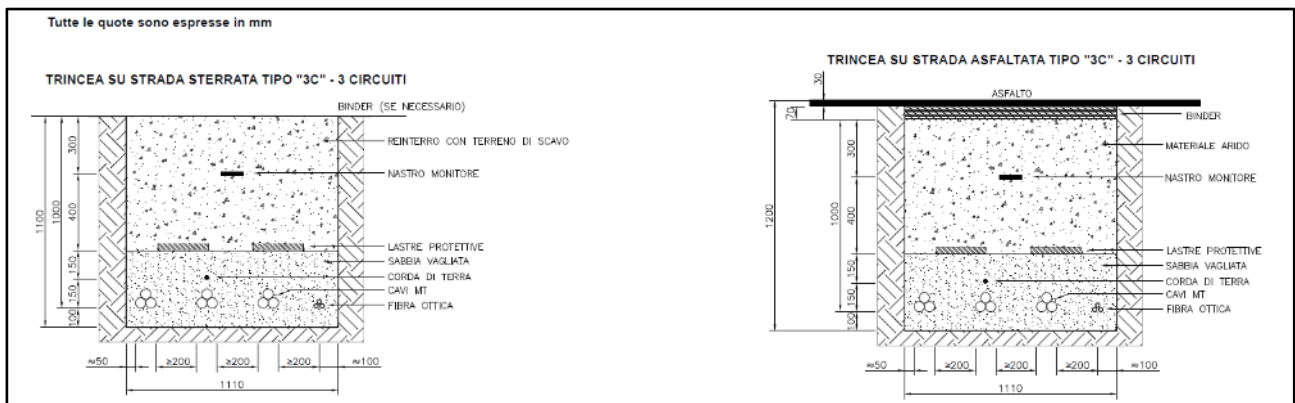 Tutte le quote sono espresse in mm
TRINCEA SU STRADA STERRATA TIPO "3C" - 3 CIRCUITI
BINDER (SE NECESSARIO)
REINTERRO CON TERRENO DI SCAVO
NASTRO MONITORE
LASTRE PROTETTIVE
SABBIA VAGLIATA
CORDA DI TERRA
CAVI MT
FIBRA OTTICA
1100
1000
300
400
150
150
100
≈50
≥200
≥200
≥200
≈100
1110
TRINCEA SU STRADA ASFALTATA TIPO "3C" - 3 CIRCUITI
30
ASFALTO
70
BINDER
MATERIALE ARIDO
NASTRO MONITORE
LASTRE PROTETTIVE
SABBIA VAGLIATA
CORDA DI TERRA
CAVI MT
FIBRA OTTICA
1200
1000
300
400
150
150
100
≈50
≥200
≥200
≥200
≈100
1110